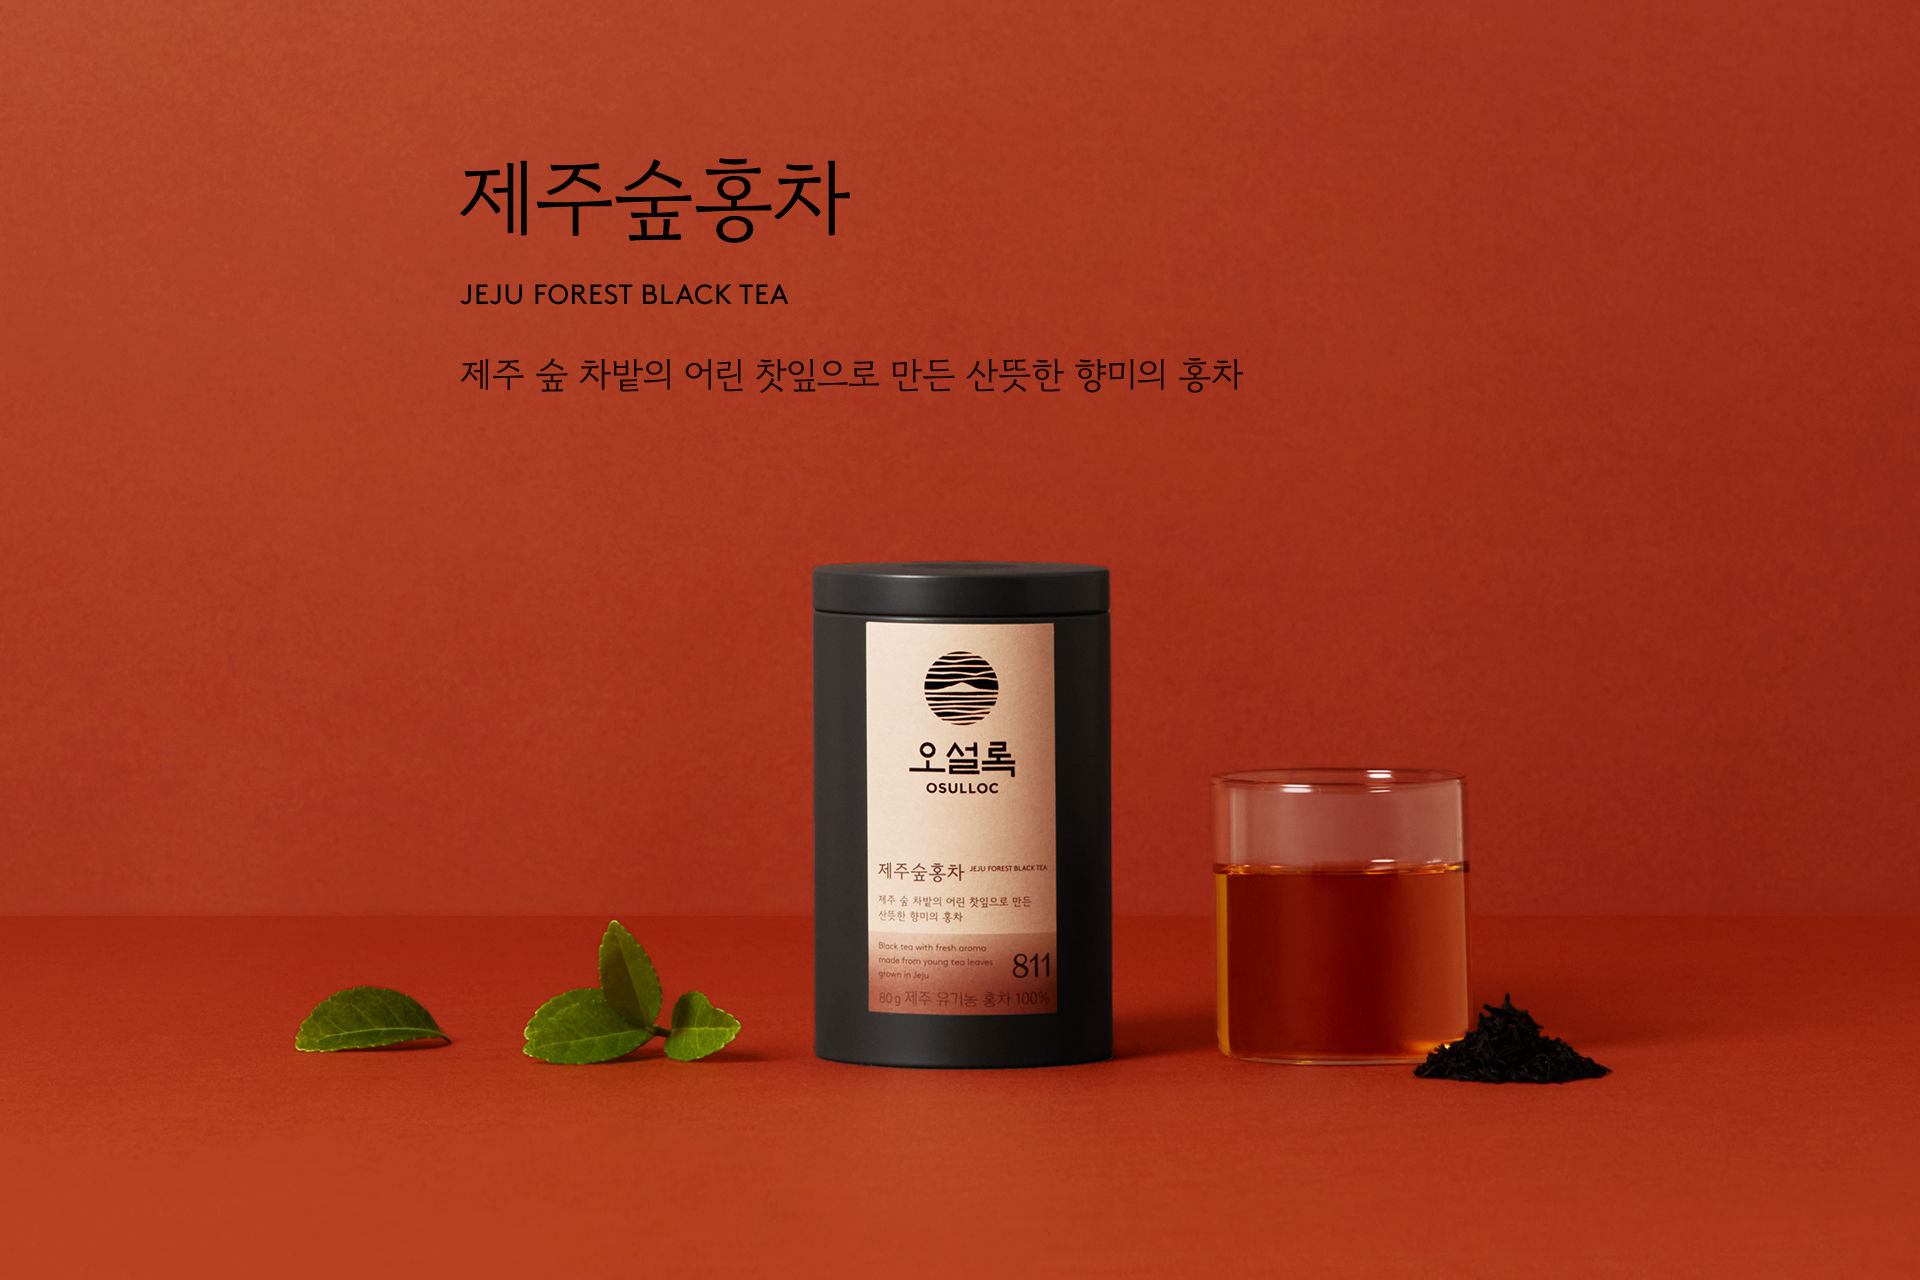 제주숲홍차
JEJU FOREST BLACK TEA
제주 숲 차밭의 어린 찻잎으로 만든 산뜻한 향미의 홍차
오설록
OSULLOC
제주숲홍차 JEJU FOREST BLACK TEA
제주 숲 차밭의 어린 찻잎으로 만든
산뜻한 향미의 홍차
Black tea with fresh aroma
made from young tea leaves
grown in Jeju
811
80g 제주 유기농 홍차 100%